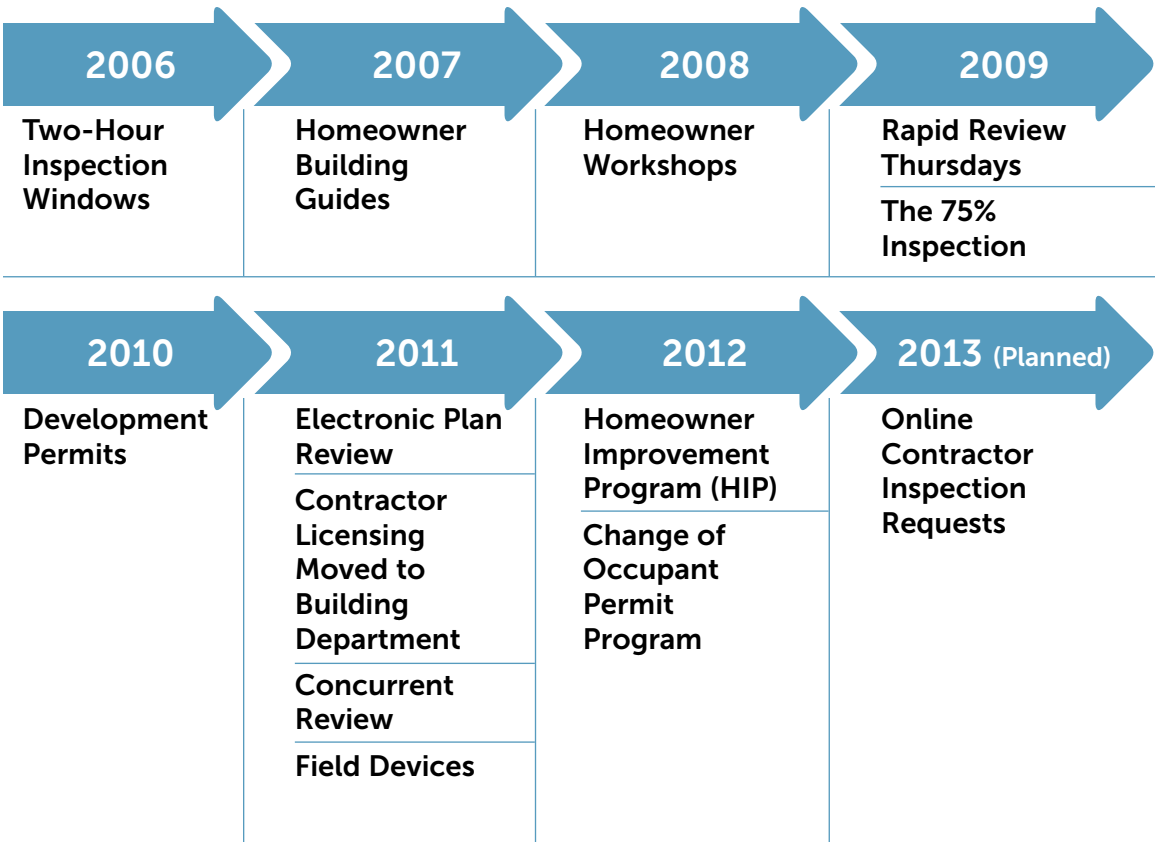 2006
Two-Hour
Inspection
Windows
2007
Homeowner
Building
Guides
2008
Homeowner
Workshops
2009
Rapid Review
Thursdays
The 75%
Inspection
2010
Development
Permits
2011
Electronic Plan
Review
Contractor
Licensing
Moved to
Building
Department
Concurrent
Review
Field Devices
2012
Homeowner
Improvement
Program (HIP)
Change of
Occupant
Permit
Program
2013 (Planned)
Online
Contractor
Inspection
Requests